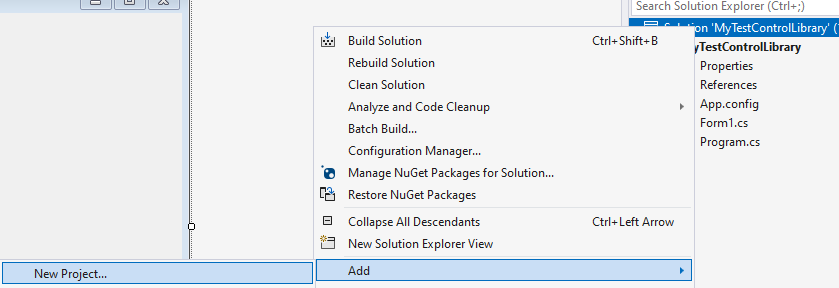 Search Solution Explorer (Ctrl+;)
Solution 'MyTestControlLibrary' (
Build Solution Ctrl+Shift+B
yTestControlLibrary
Rebuild Solution
Properties
Clean Solution
References
Analyze and Code Cleanup
App.config
Batch Build...
Form1.cs
Configuration Manager...
Program.cs
Manage NuGet Packages for Solution...
Restore NuGet Packages
Collapse All Descendants Ctrl+Left Arrow
New Solution Explorer View
Add
New Project...